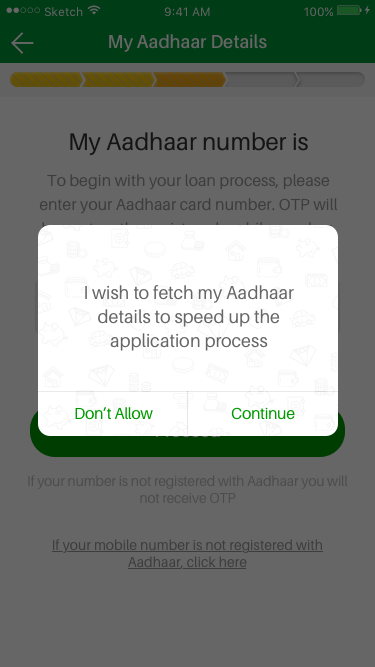 Sketch 9:41 AM 100%
My Aadhaar Details
My Aadhaar number is
To begin with your loan process, please
enter your Aadhaar card number. OTP will
I wish to fetch my Aadhaar
details to speed up the
application process
Don't Allow Continue
If your number is not registered with Aadhaar you will
not receive OTP.
If your mobile number is not registered with
Aadhaar, click here